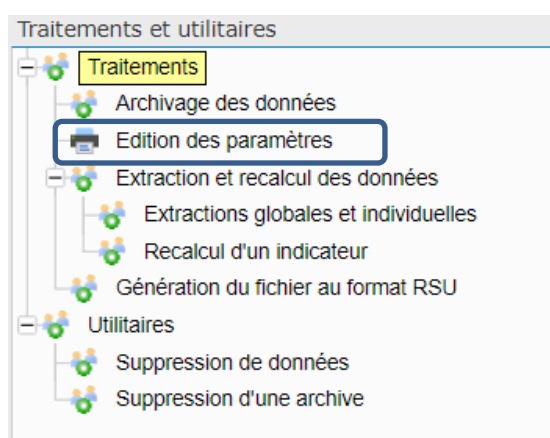 Traitements et utilitaires
Traitements
Archivage des données
Edition des paramètres
Extraction et recalcul des données
Extractions globales et individuelles
Recalcul d'un indicateur
Génération du fichier au format RSU
Utilitaires
Suppression de données
Suppression d'une archive